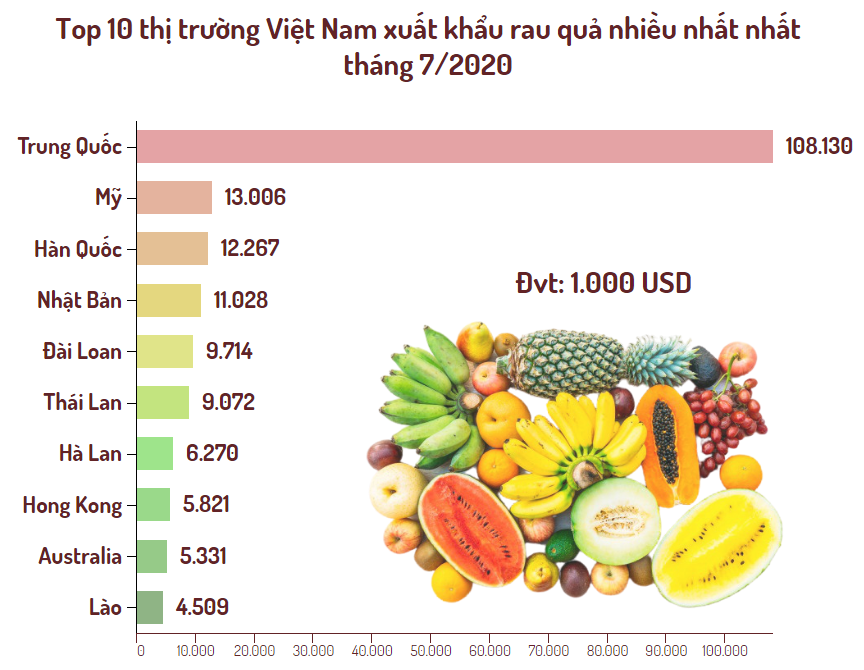 Top 10 thị trường Việt Nam xuất khẩu rau quả nhiều nhất nhất
tháng 7/2020
Trung Quốc 108.130
Mỹ 13.006
Hàn Quốc 12.267
Nhật Bản 11.028
Đvt: 1.000 USD
Đài Loan 9.714
Thái Lan 9.072
Hà Lan 6.270
Hong Kong 5.821
Australia 5.331
Lào 4.509
0 10.000 20.000 30.000 40.000 50.000 60.000 70.000 80.000 90.000 100.000